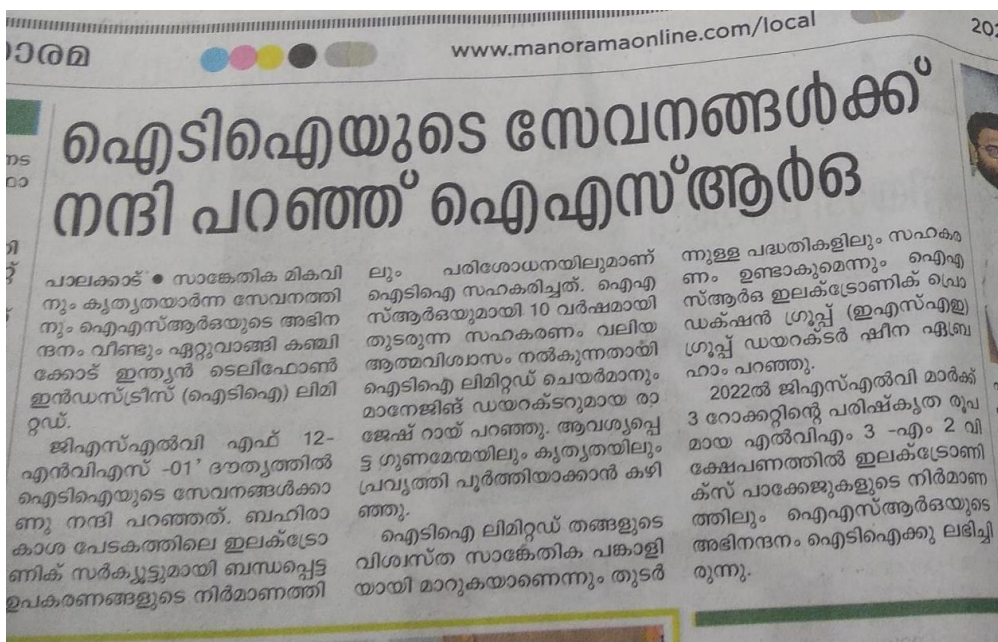 www.manoramaonline.com/local
ഐടിഐയുടെ സേവനങ്ങൾക്ക്
നന്ദി പറഞ്ഞ് ഐഎസ്ആർഒ
പാലക്കാട് ● സാങ്കേതിക മികവി
നും കൃത്യതയാർന്ന സേവനത്തി
നും ഐഎസ്ആർഒയുടെ അഭിന
ന്ദനം വീണ്ടും ഏറ്റുവാങ്ങി കഞ്ചി
ക്കോട് ഇന്ത്യൻ ടെലിഫോൺ
ഇൻഡസ്ട്രീസ് (ഐടിഐ) ലിമി
റ്റഡ്.
ജിഎസ്എൽവി എഫ് 12-
എൻവിഎസ് -01’ ദൗത്യത്തിൽ
ഐടിഐയുടെ സേവനങ്ങൾക്കാ
ണു നന്ദി പറഞ്ഞത്. ബഹിരാ
കാശ പേടകത്തിലെ ഇലക്ട്രോ
ണിക് സർക്യൂട്ടുമായി ബന്ധപ്പെട്ട
ഉപകരണങ്ങളുടെ നിർമാണത്തി
ലും പരിശോധനയിലുമാണ്
ഐടിഐ സഹകരിച്ചത്. ഐഎ
സ്ആർഒയുമായി 10 വർഷമായി
തുടരുന്ന സഹകരണം വലിയ
ആത്മവിശ്വാസം നൽകുന്നതായി
ഐടിഐ ലിമിറ്റഡ് ചെയർമാനും
മാനേജിങ് ഡയറക്ടറുമായ രാ
ജേഷ് റായ് പറഞ്ഞു. ആവശ്യപ്പെ
ട്ട ഗുണമേന്മയിലും കൃത്യതയിലും
പ്രവൃത്തി പൂർത്തിയാക്കാൻ കഴി
ഞ്ഞു.
ഐടിഐ ലിമിറ്റഡ് തങ്ങളുടെ
വിശ്വസ്ത സാങ്കേതിക പങ്കാളി
യായി മാറുകയാണെന്നും തുടർ
ന്നുള്ള പദ്ധതികളിലും സഹകര
ണം ഉണ്ടാകുമെന്നും ഐഎ
സ്ആർഒ ഇലക്ട്രോണിക് പ്രൊ
ഡക്‌ഷൻ ഗ്രൂപ്പ് (ഇഎസ്എഇ)
ഗ്രൂപ്പ് ഡയറക്ടർ ഷീന ഏബ്ര
ഹാം പറഞ്ഞു.
2022ൽ ജിഎസ്എൽവി മാർക്ക്
3 റോക്കറ്റിന്റെ പരിഷ്കൃത രൂപ
മായ എൽവിഎം 3 -എം 2 വി
ക്ഷേപണത്തിൽ ഇലക്ട്രോണി
ക്സ് പാക്കേജുകളുടെ നിർമാണ
ത്തിലും ഐഎസ്ആർഒയുടെ
അഭിനന്ദനം ഐടിഐക്കു ലഭിച്ചി
രുന്നു.